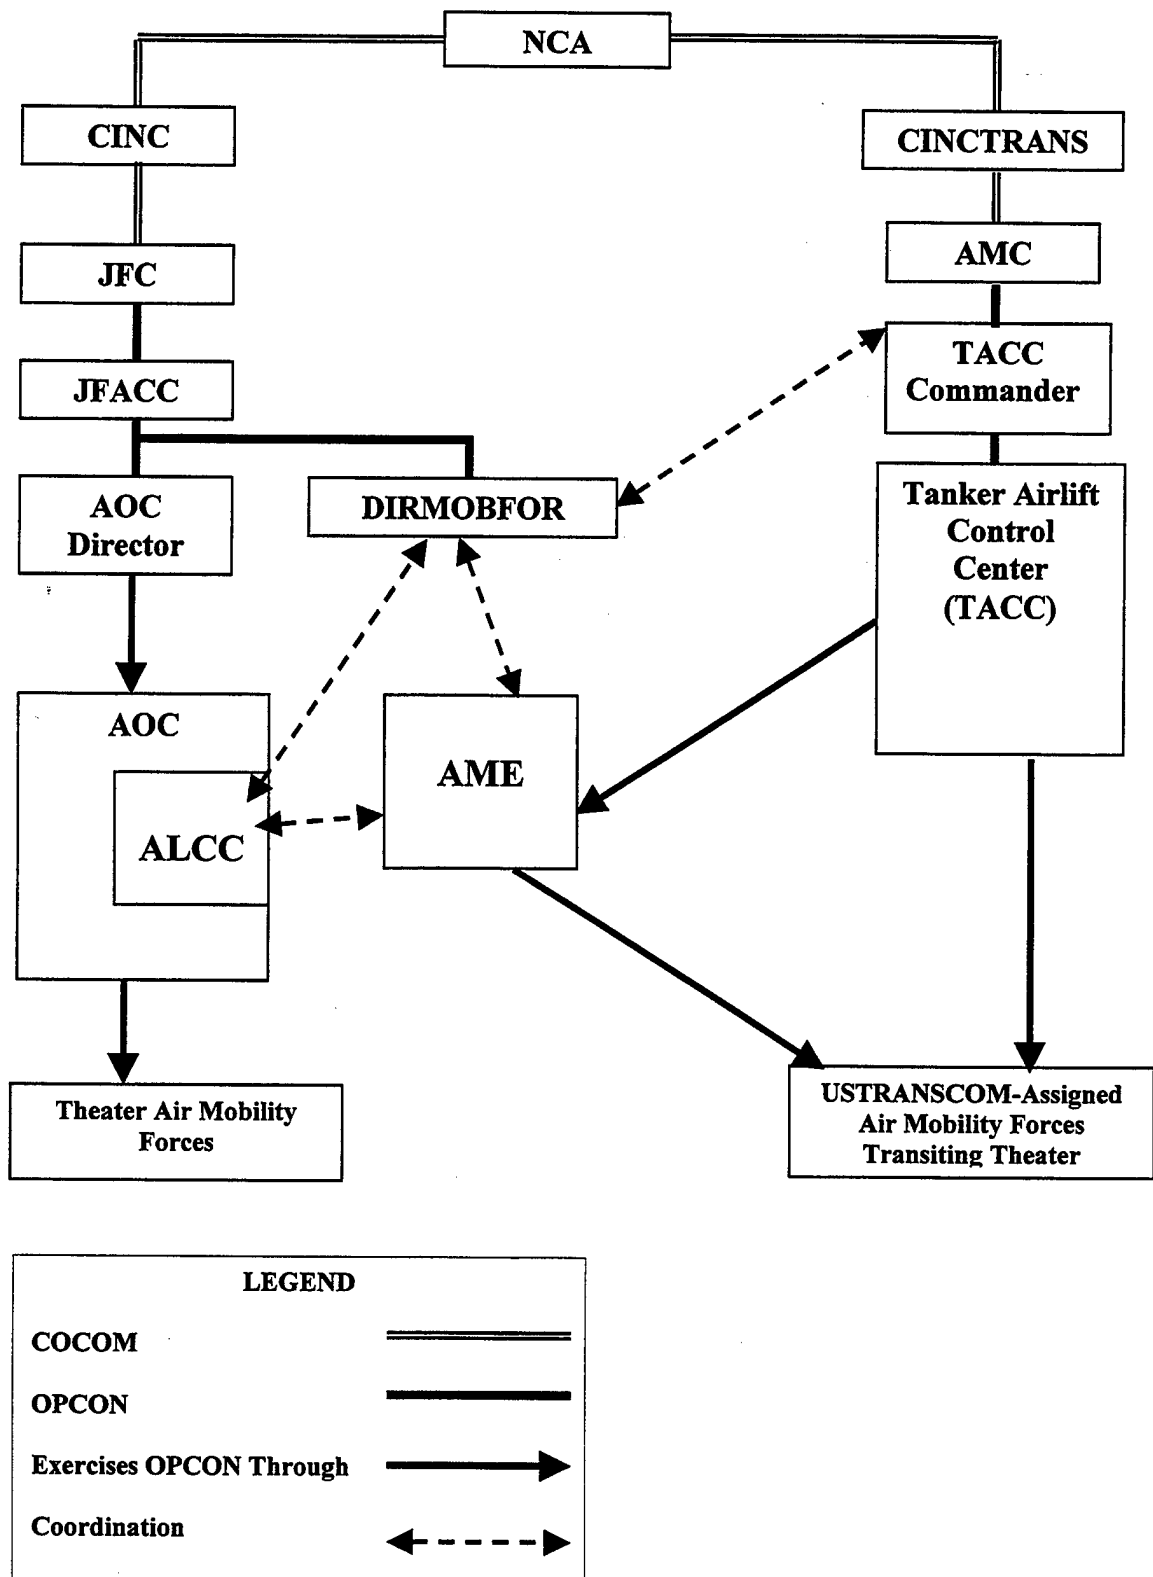 NCA
CINC
CINCTRANS
JFC
AMC
JFACC
TACC
Commander
AOC
Director
DIRMOBFOR
Tanker Airlift
Control
Center
(TACC)
AOC
ALCC
AME
Theater Air Mobility
Forces
USTRANSCOM-Assigned
Air Mobility Forces
Transiting Theater
LEGEND
COCOM
OPCON
Exercises OPCON Through
Coordination